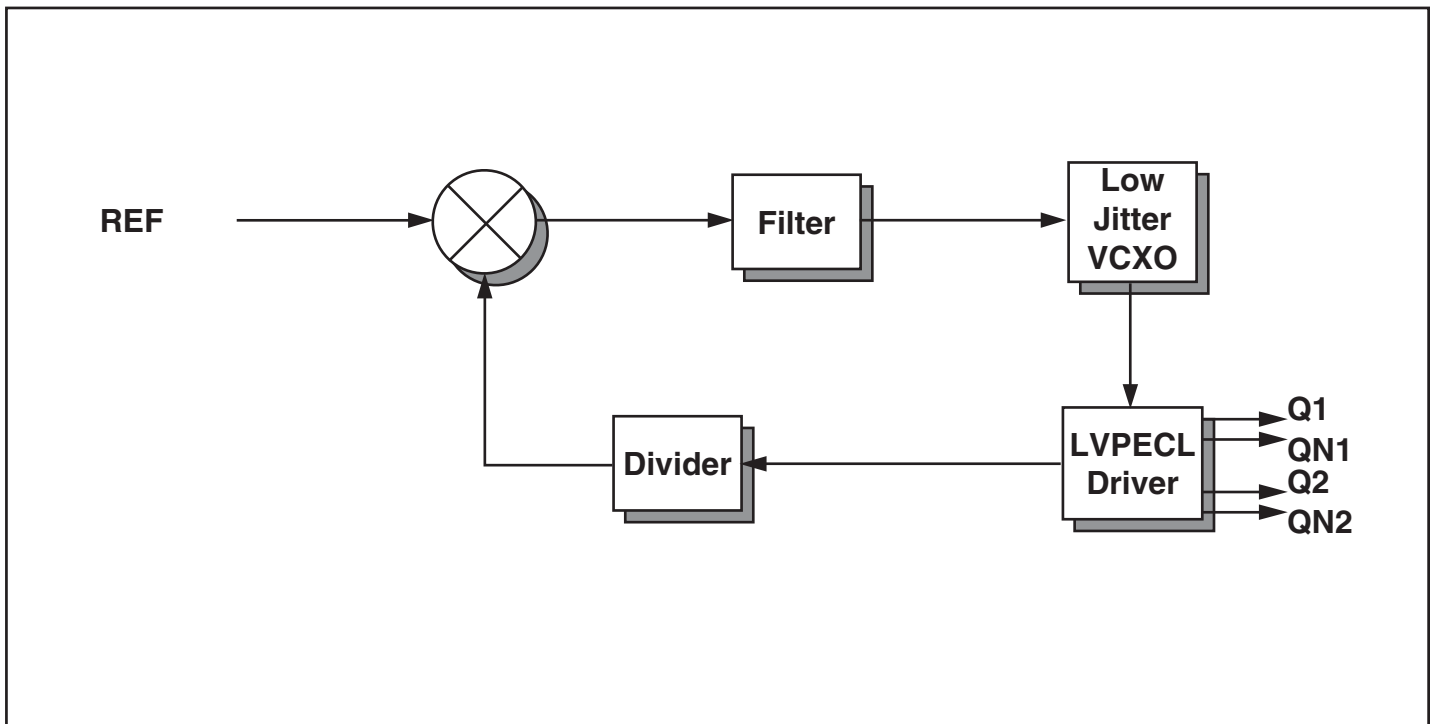 REF
Filter
Low
Jitter
VCXO
Divider
LVPECL
Driver
Q1
QN1
Q2
QN2